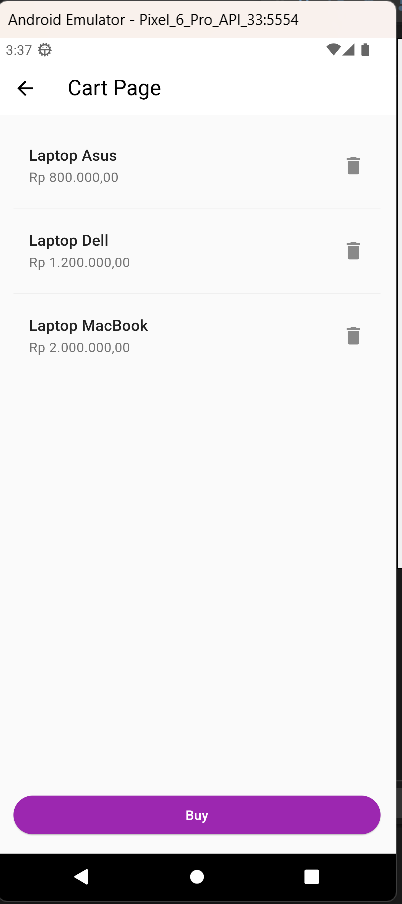 Android Emulator - Pixel_6_Pro_API_33:5554
3:37
Cart Page
Laptop Asus
Rp 800.000,00
Laptop Dell
Rp 1.200.000,00
Laptop MacBook
Rp 2.000.000,00
Buy